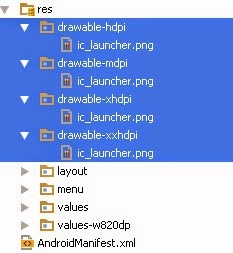 res
drawable-hdpi
ic_launcher.png
drawable-mdpi
ic_launcher.png
drawable-xhdpi
ic_launcher.png
drawable-xxhdpi
ic_launcher.png
layout
menu
values
values-w820dp
AndroidManifest.xml